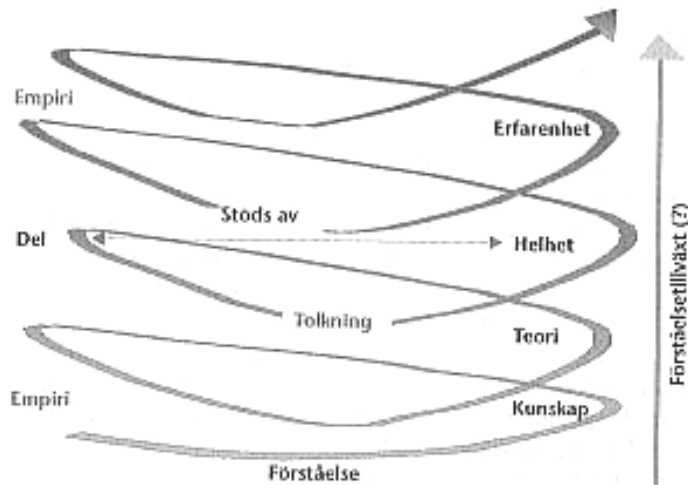 Empiri
Erfarenhet
Stöds av
Del
Helhet
Tolkning
Teori
Empiri
Kunskap
Förståelse
Förståelsetillväxt (?)